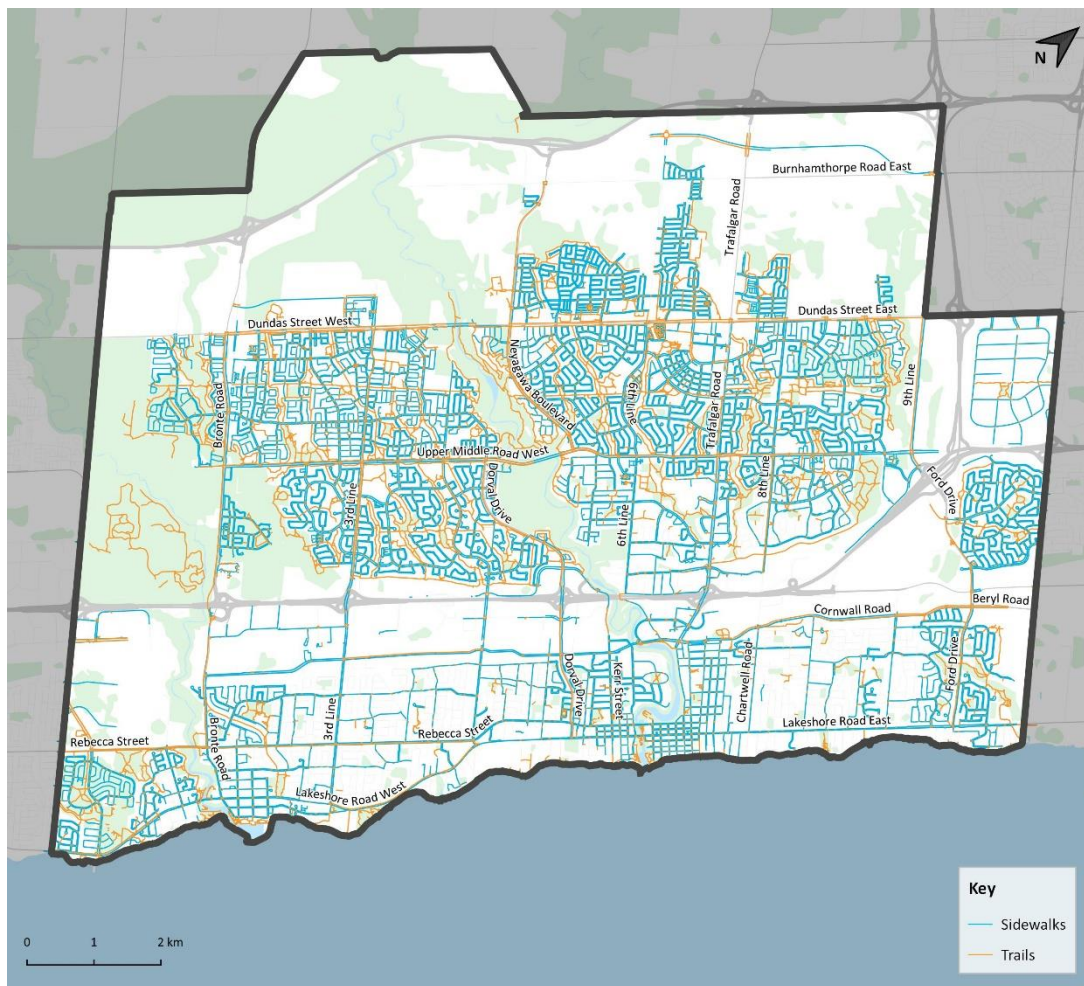 N
Burnhamthorpe Road East
Trafalgar Road
Dundas Street East
Dundas Street West
Neyagawa Boulevard
6th Line
Trafalgar Road
9th Line
Bronte Road
Upper Middle Road West
Dorval Drive
3rd Line
8th Line
Ford Drive
6th Line
Beryl Road
Cornwall Road
Dorval Drive
Kerr Street
Chartwell Road
Ford Drive
3rd Line
Rebecca Street
Lakeshore Road East
Rebecca Street
Bronte Road
Lakeshore Road West
Key
Sidewalks
Trails
0 1 2 km